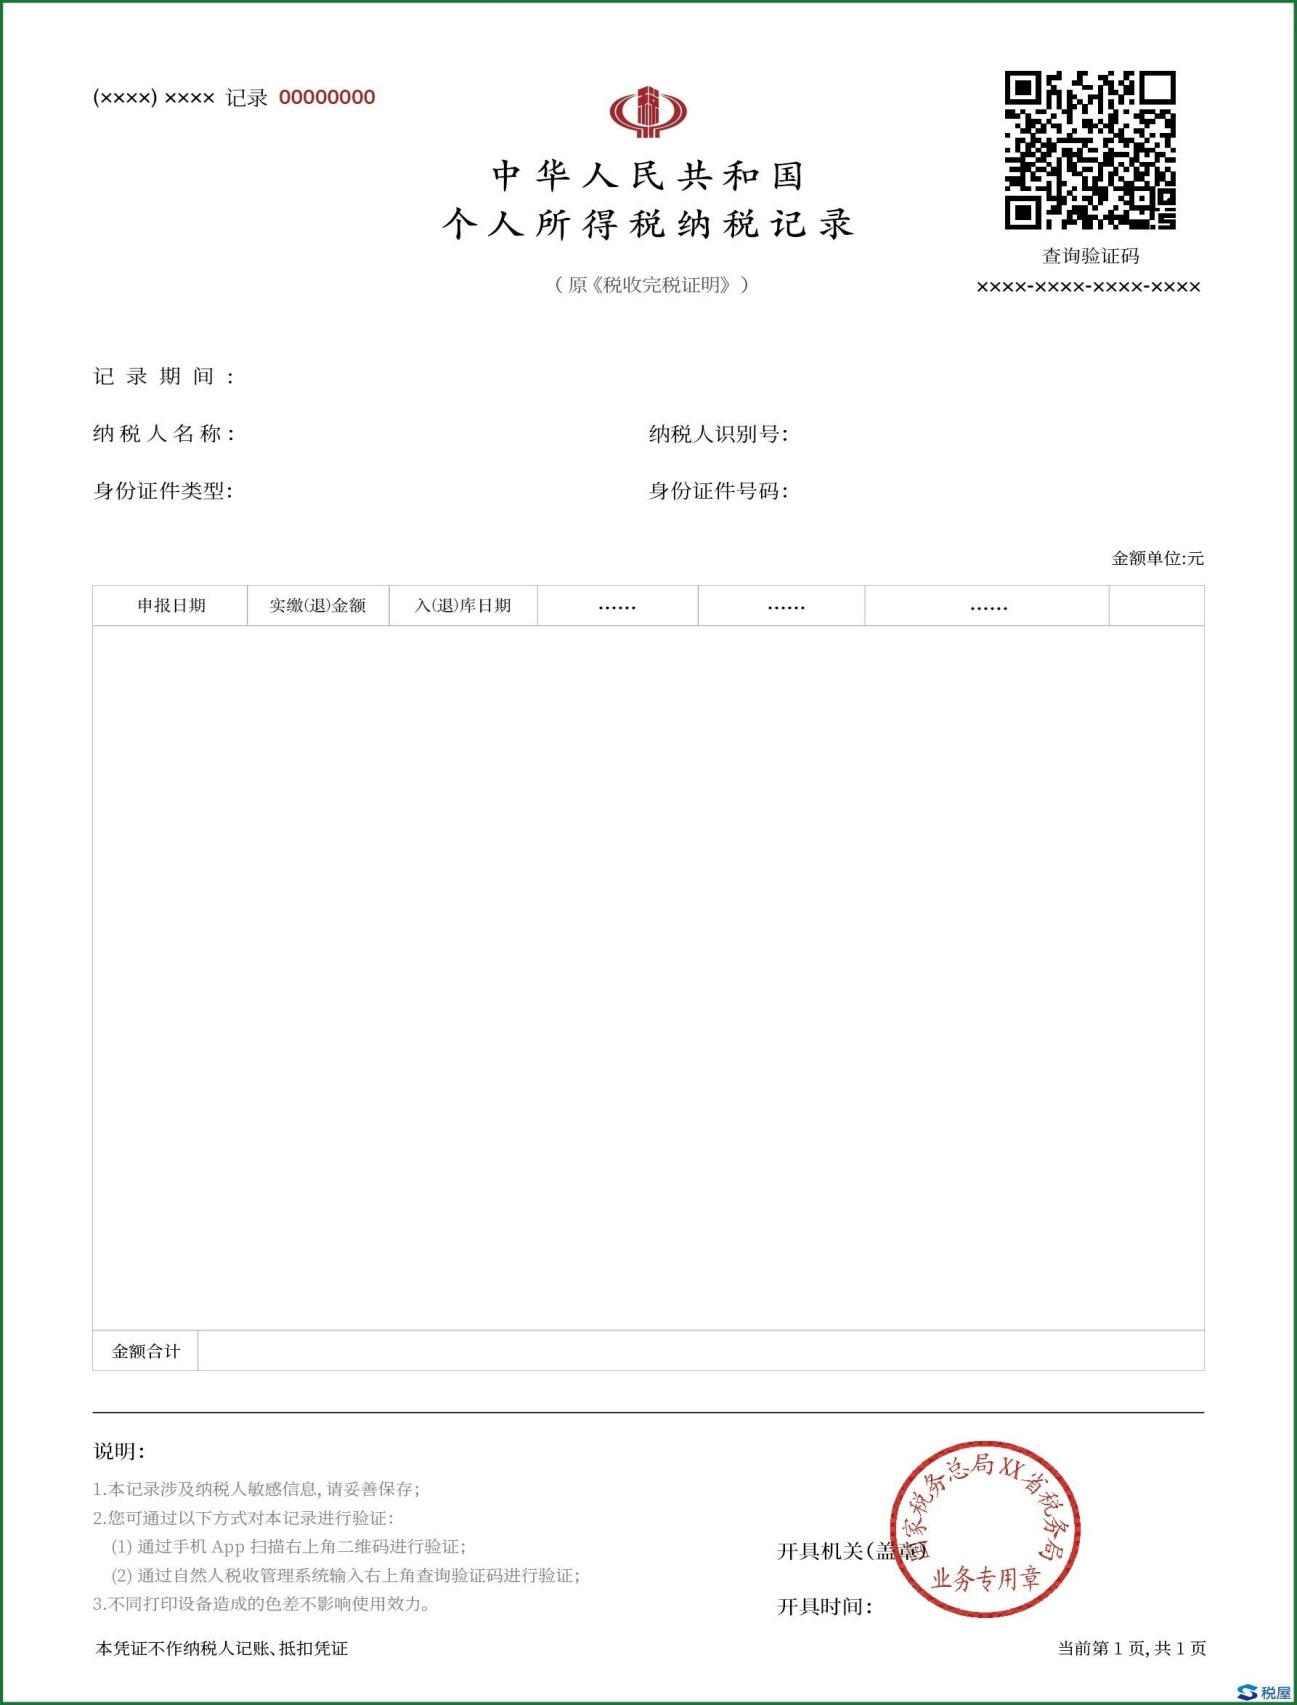 (××××) ×××× 记录 00000000
中华人民共和国
个人所得税纳税记录
（原《税收完税证明》）
查询验证码
××××-××××-××××-××××
记录期间：
纳税人名称：
纳税人识别号：
身份证件类型：
身份证件号码：
金额单位:元
申报日期 实缴(退)金额 入(退)库日期 …… …… ……
金额合计
说明：
1.本记录涉及纳税人敏感信息,请妥善保存；
2.您可通过以下方式对本记录进行验证：
(1) 通过手机 App 扫描右上角二维码进行验证；
(2) 通过自然人税收管理系统输入右上角查询验证码进行验证；
3.不同打印设备造成的色差不影响使用效力。
开具机关(盖章)
国家税务总局XX省税务局
业务专用章
开具时间：
本凭证不作纳税人记账、抵扣凭证
当前第 1 页, 共 1 页
税屋